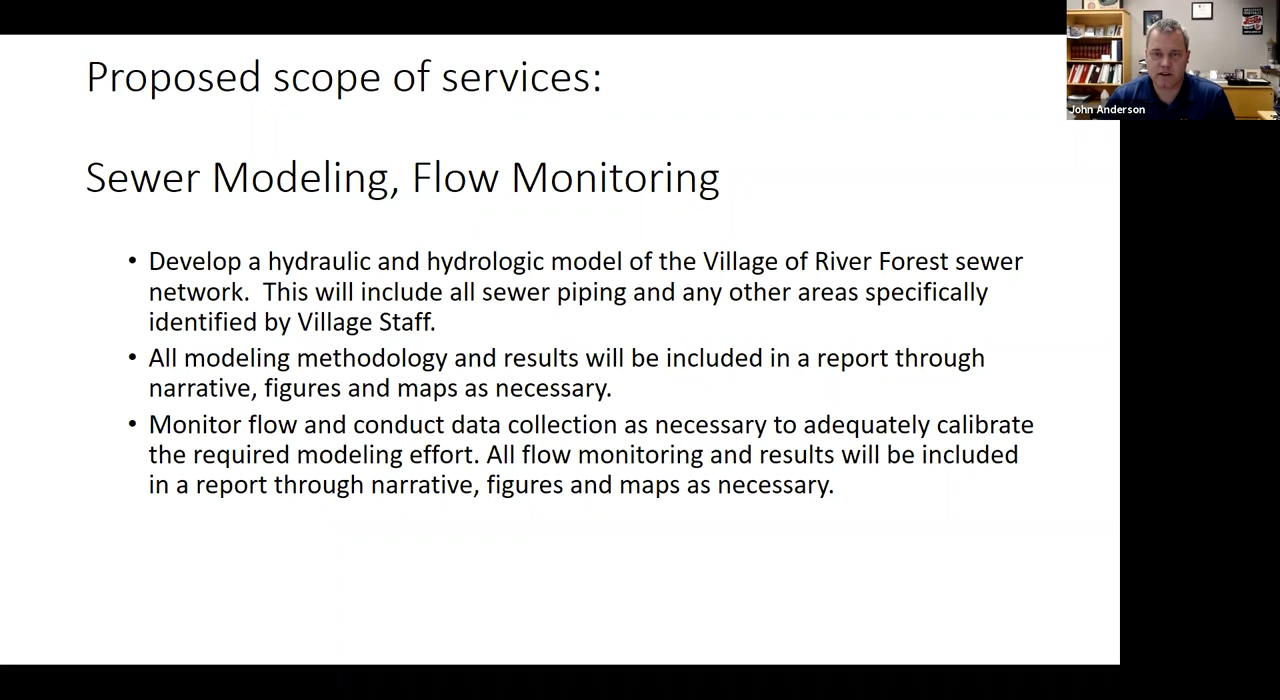 Proposed scope of services:
John Anderson
Sewer Modeling, Flow Monitoring
• Develop a hydraulic and hydrologic model of the Village of River Forest sewer
network.  This will include all sewer piping and any other areas specifically
identified by Village Staff.
• All modeling methodology and results will be included in a report through
narrative, figures and maps as necessary.
• Monitor flow and conduct data collection as necessary to adequately calibrate
the required modeling effort. All flow monitoring and results will be included
in a report through narrative, figures and maps as necessary.